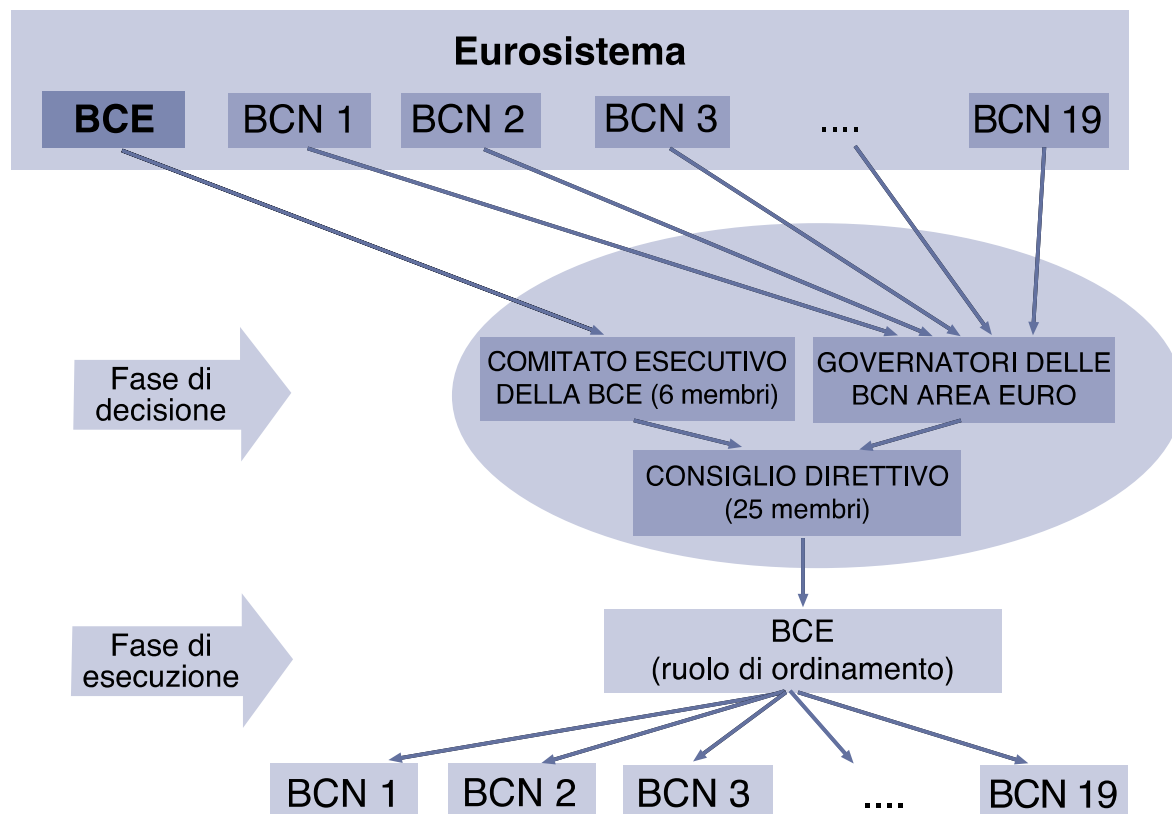 Eurosistema
BCE
BCN 1
BCN 2
BCN 3
....
BCN 19
Fase di
decisione
COMITATO ESECUTIVO
DELLA BCE (6 membri)
GOVERNATORI DELLE
BCN AREA EURO
CONSIGLIO DIRETTIVO
(25 membri)
Fase di
esecuzione
BCE
(ruolo di ordinamento)
BCN 1
BCN 2
BCN 3
....
BCN 19